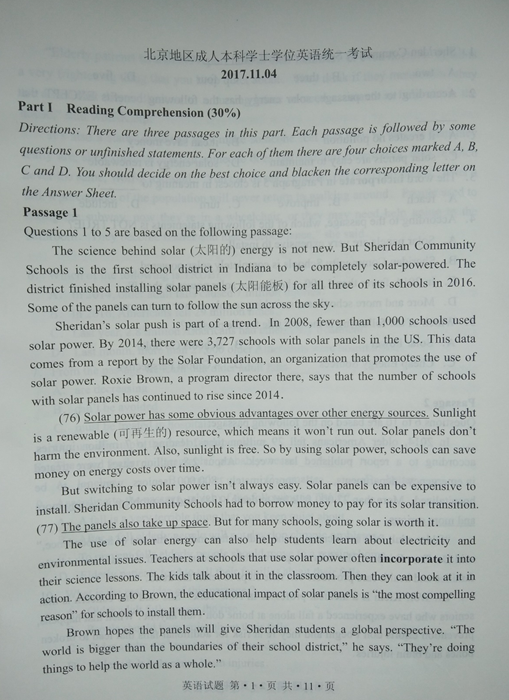 北京地区成人本科学士学位英语统一考试
2017.11.04
Part I Reading Comprehension (30%)
Directions: There are three passages in this part. Each passage is followed by some
questions or unfinished statements. For each of them there are four choices marked A, B,
C and D. You should decide on the best choice and blacken the corresponding letter on
the Answer Sheet.
Passage 1
Questions 1 to 5 are based on the following passage:
The science behind solar (太阳的) energy is not new. But Sheridan Community
Schools is the first school district in Indiana to be completely solar-powered. The
district finished installing solar panels (太阳能板) for all three of its schools in 2016.
Some of the panels can turn to follow the sun across the sky.
Sheridan's solar push is part of a trend. In 2008, fewer than 1,000 schools used
solar power. By 2014, there were 3,727 schools with solar panels in the US. This data
comes from a report by the Solar Foundation, an organization that promotes the use of
solar power. Roxie Brown, a program director there, says that the number of schools
with solar panels has continued to rise since 2014.
(76) Solar power has some obvious advantages over other energy sources. Sunlight
is a renewable (可再生的) resource, which means it won't run out. Solar panels don't
harm the environment. Also, sunlight is free. So by using solar power, schools can save
money on energy costs over time.
But switching to solar power isn't always easy. Solar panels can be expensive to
install. Sheridan Community Schools had to borrow money to pay for its solar transition.
(77) The panels also take up space. But for many schools, going solar is worth it.
The use of solar energy can also help students learn about electricity and
environmental issues. Teachers at schools that use solar power often incorporate it into
their science lessons. The kids talk about it in the classroom. Then they can look at it in
action. According to Brown, the educational impact of solar panels is "the most compelling
reason" for schools to install them.
Brown hopes the panels will give Sheridan students a global perspective. "The
world is bigger than the boundaries of their school district," he says. "They're doing
things to help the world as a whole."
英语试题 第·1·页 共·11·页